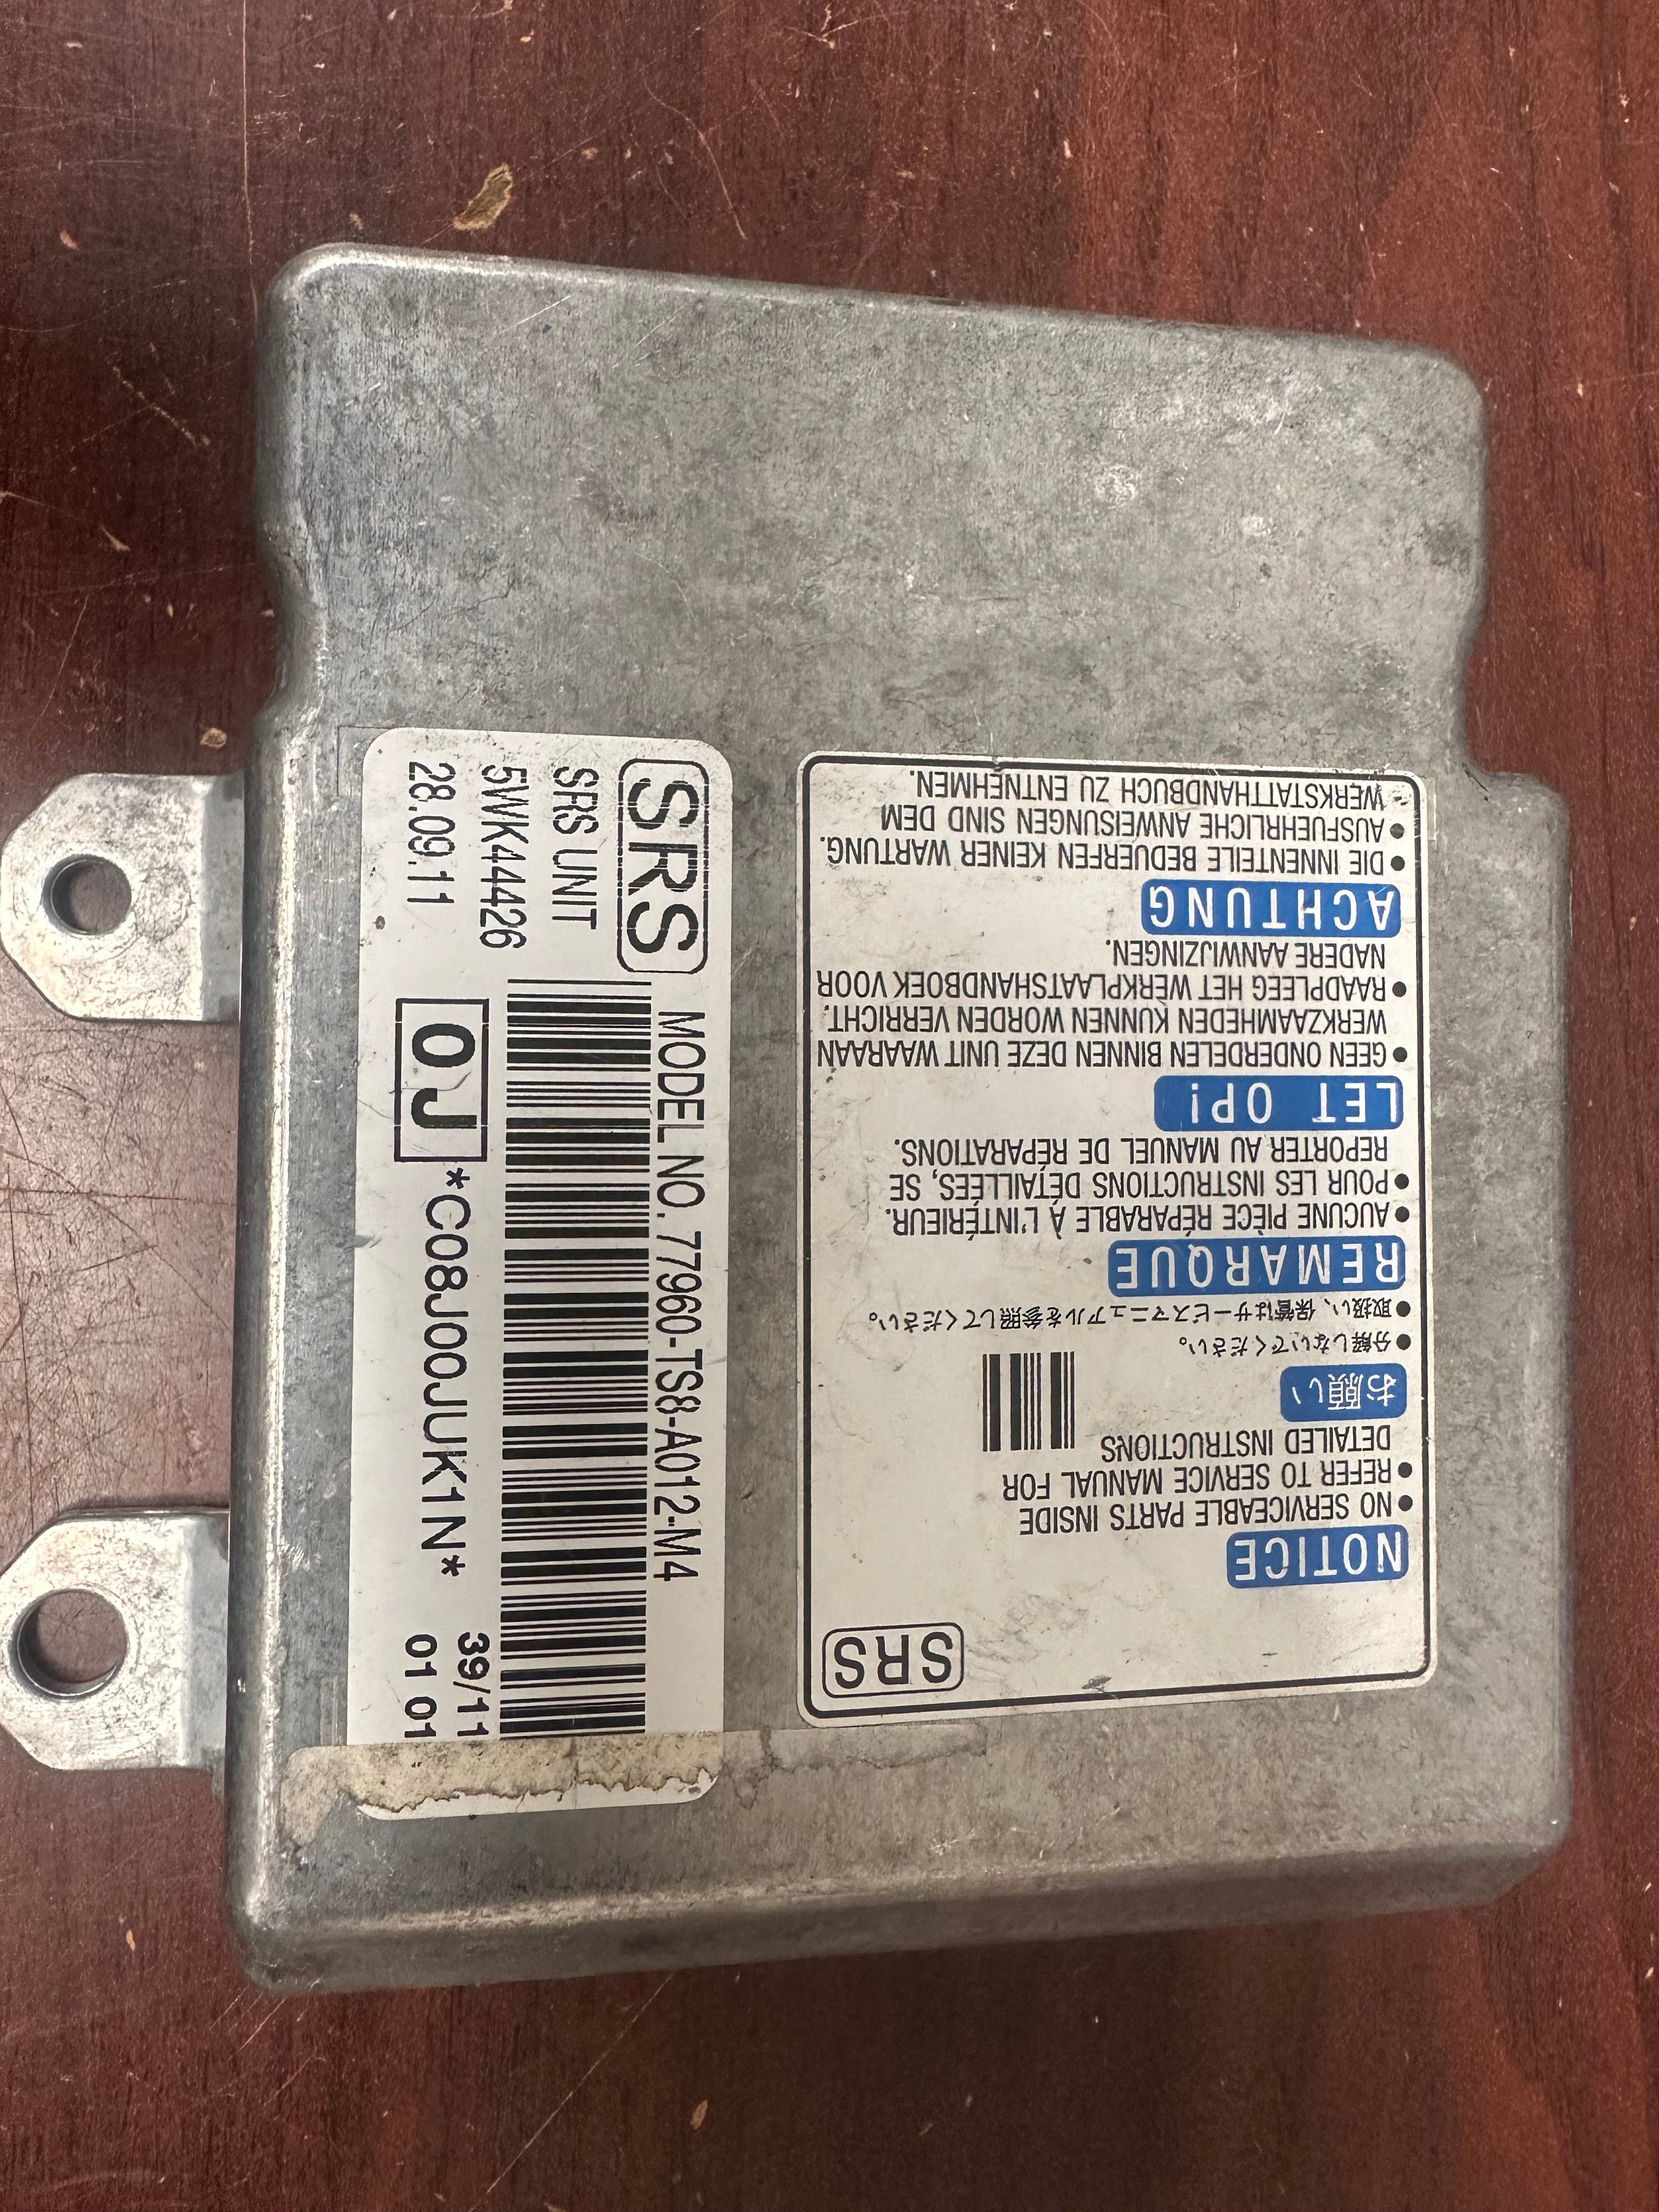 SRS
MODEL NO. 77960-TS8-A012-M4
SRS UNIT
5WK44426
28.09.11
0J
*C08J00JUK1N*
39/11
01 01
SRS
NOTICE
● NO SERVICEABLE PARTS INSIDE
● REFER TO SERVICE MANUAL FOR
DETAILED INSTRUCTIONS
お願い
● 分解しないでください。
● 取扱い、保管はサービスマニュアルを参照してください。
REMARQUE
● AUCUNE PIÈCE RÉPARABLE À L'INTÉRIEUR.
● POUR LES INSTRUCTIONS DÉTAILLÉES, SE
REPORTER AU MANUEL DE RÉPARATIONS.
LET OP!
● GEEN ONDERDELEN BINNEN DEZE UNIT WAARAAN
WERKZAAMHEDEN KUNNEN WORDEN VERRICHT.
● RAADPLEEG HET WERKPLAATSHANDBOEK VOOR
NADERE AANWIJZINGEN.
ACHTUNG
● DIE INNENTEILE BEDUERFEN KEINER WARTUNG.
● AUSFUEHRLICHE ANWEISUNGEN SIND DEM
WERKSTATTHANDBUCH ZU ENTNEHMEN.